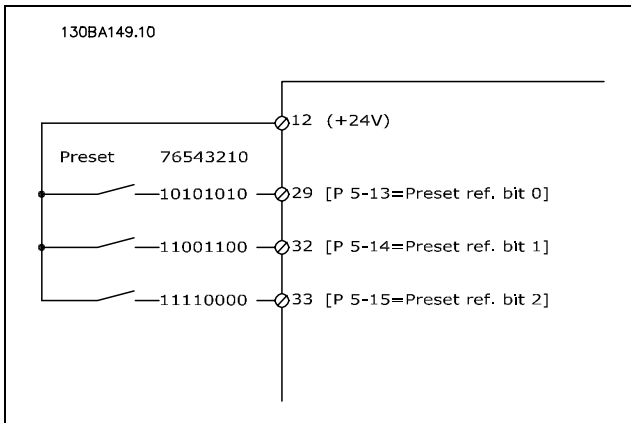 130BA149.10
12 (+24V)
Preset 76543210
10101010 29 [P 5-13=Preset ref. bit 0]
11001100 32 [P 5-14=Preset ref. bit 1]
11110000 33 [P 5-15=Preset ref. bit 2]